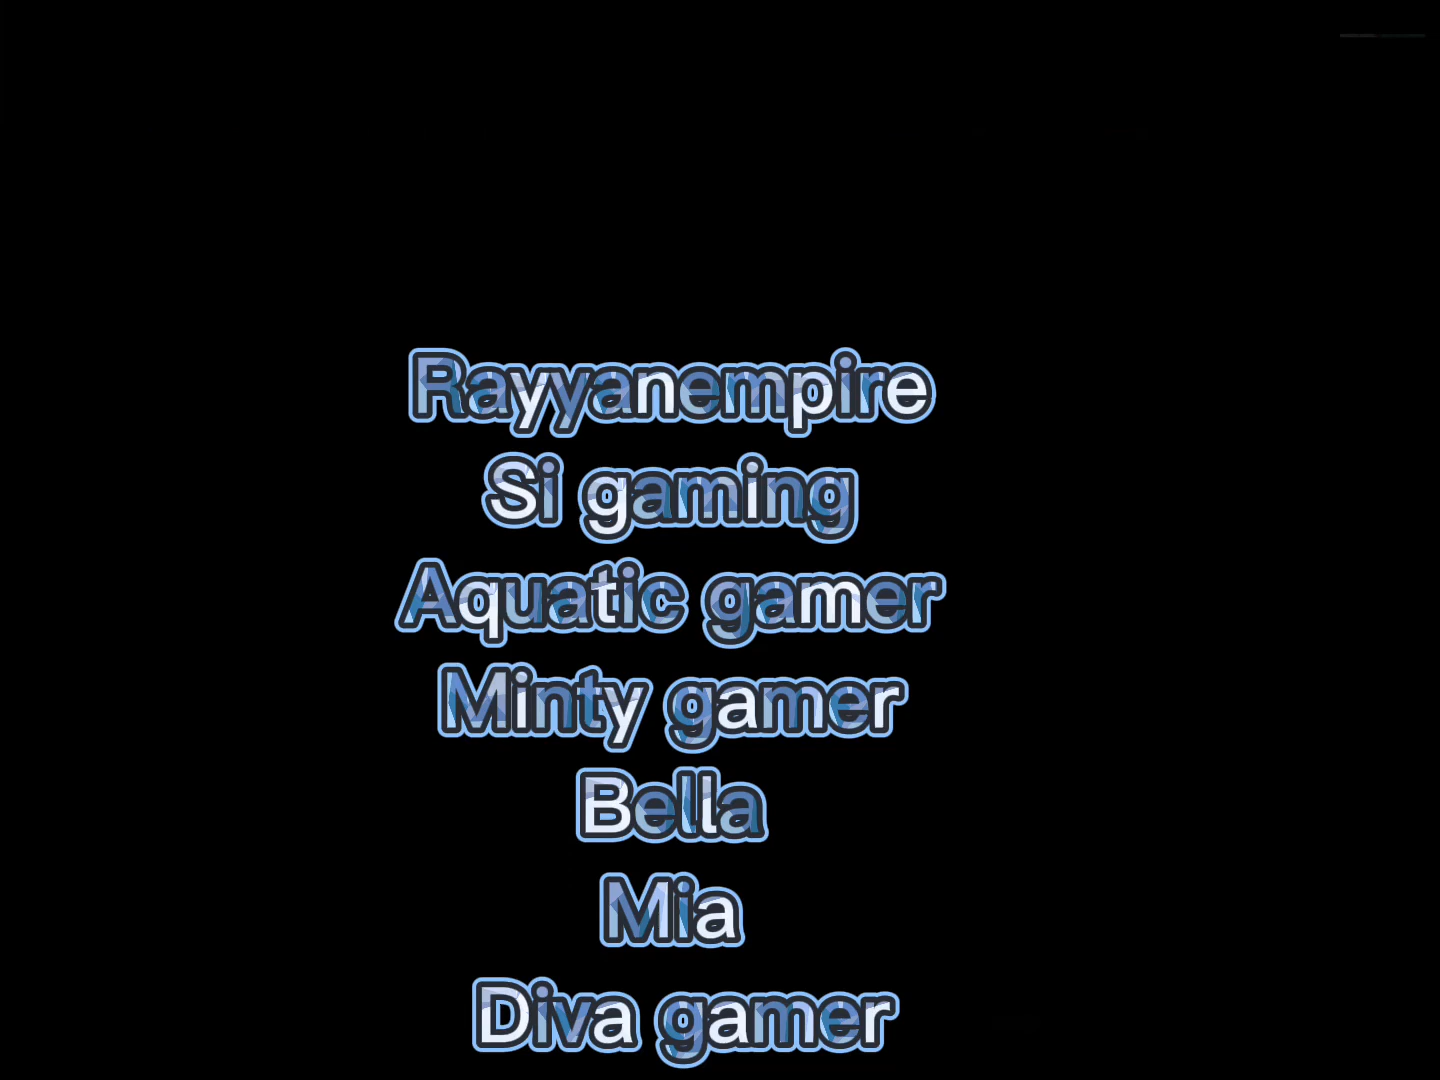 Rayyanempire
Si gaming
Aquatic gamer
Minty gamer
Bella
Mia
Diva gamer